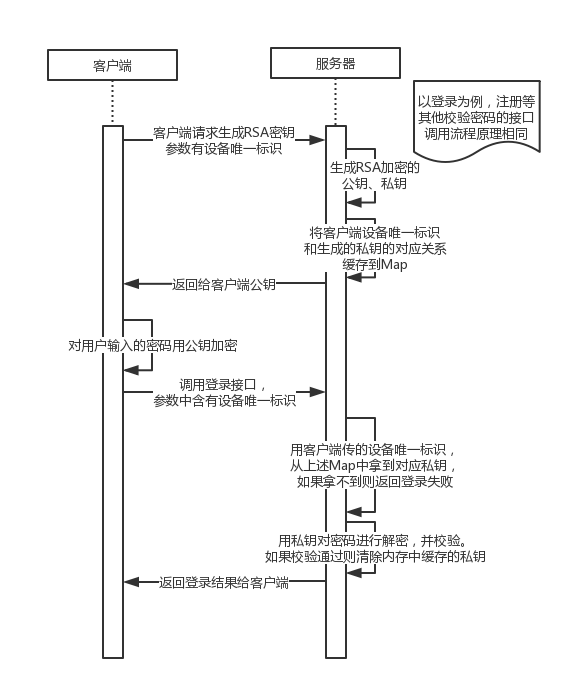 客户端
服务器
以登录为例，注册等
其他校验密码的接口
调用流程原理相同
客户端请求生成RSA密钥
参数有设备唯一标识
生成RSA加密的
公钥、私钥
将客户端设备唯一标识
和生成的私钥的对应关系
缓存到Map
返回给客户端公钥
对用户输入的密码用公钥加密
调用登录接口，
参数中含有设备唯一标识
用客户端传的设备唯一标识，
从上述Map中拿到对应私钥，
如果拿不到则返回登录失败
用私钥对密码进行解密，并校验。
如果校验通过则清除内存中缓存的私钥
返回登录结果给客户端